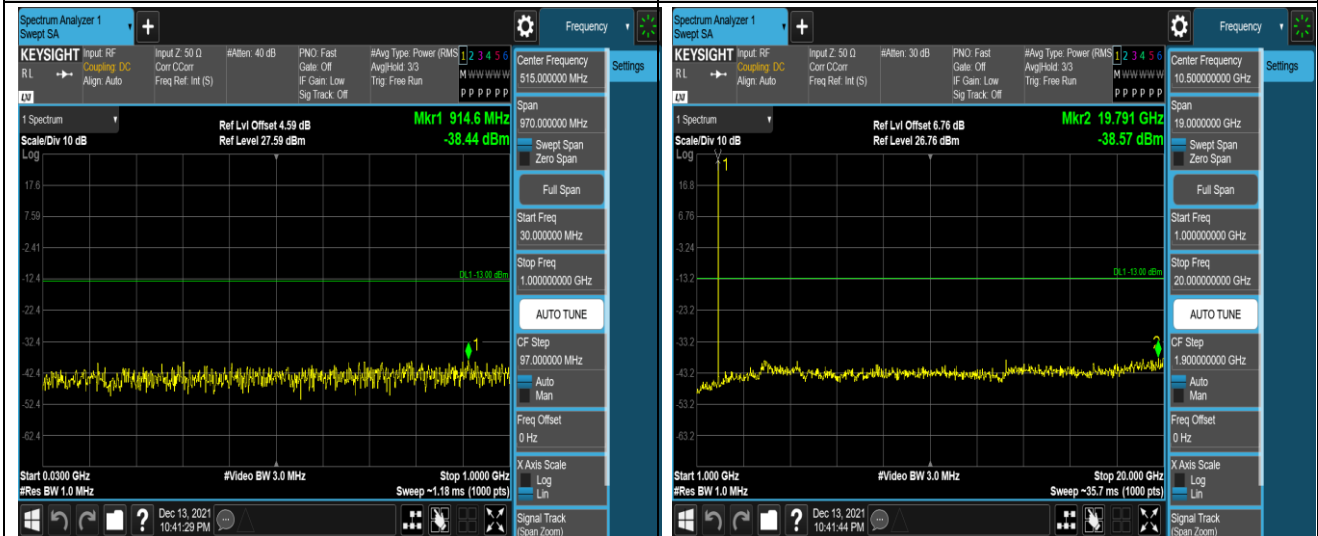 Spectrum Analyzer 1
Swept SA
+
Frequency
KEYSIGHT
RL
LXI
Input: RF
Coupling: DC
Align: Auto
Input Z: 50 Ω
Corr CCorr
Freq Ref: Int (S)
#Atten: 40 dB
PNO: Fast
Gate: Off
IF Gain: Low
Sig Track: Off
#Avg Type: Power (RMS
Avg|Hold: 3/3
Trig: Free Run
1 2 3 4 5 6
M W W W W W
P P P P P P
Center Frequency
515.000000 MHz
Settings
1 Spectrum
Scale/Div 10 dB
Log
Ref Lvl Offset 4.59 dB
Ref Level 27.59 dBm
Mkr1 914.6 MHz
-38.44 dBm
Span
970.000000 MHz
Swept Span
Zero Span
Full Span
Start Freq
30.000000 MHz
Stop Freq
1.000000000 GHz
AUTO TUNE
CF Step
97.000000 MHz
Auto
Man
Freq Offset
0 Hz
X Axis Scale
Log
Lin
Signal Track
(Span Zoom)
17.6
7.59
-2.41
-12.4
-22.4
-32.4
-42.4
-52.4
-62.4
DL1 -13.00 dBm
1
Start 0.0300 GHz
#Res BW 1.0 MHz
#Video BW 3.0 MHz
Stop 1.0000 GHz
Sweep ~1.18 ms (1000 pts)
?
Dec 13, 2021
10:41:29 PM
Spectrum Analyzer 1
Swept SA
+
Frequency
KEYSIGHT
RL
LXI
Input: RF
Coupling: DC
Align: Auto
Input Z: 50 Ω
Corr CCorr
Freq Ref: Int (S)
#Atten: 30 dB
PNO: Fast
Gate: Off
IF Gain: Low
Sig Track: Off
#Avg Type: Power (RMS
Avg|Hold: 3/3
Trig: Free Run
1 2 3 4 5 6
M W W W W W
P P P P P P
Center Frequency
10.500000000 GHz
Settings
1 Spectrum
Scale/Div 10 dB
Log
Ref Lvl Offset 6.76 dB
Ref Level 26.76 dBm
Mkr2 19.791 GHz
-38.57 dBm
Span
19.0000000 GHz
Swept Span
Zero Span
Full Span
Start Freq
1.000000000 GHz
Stop Freq
20.000000000 GHz
AUTO TUNE
CF Step
1.900000000 GHz
Auto
Man
Freq Offset
0 Hz
X Axis Scale
Log
Lin
Signal Track
(Span Zoom)
1
16.8
6.76
-3.24
-13.2
-23.2
-33.2
-43.2
-53.2
-63.2
DL1 -13.00 dBm
2
Start 1.000 GHz
#Res BW 1.0 MHz
#Video BW 3.0 MHz
Stop 20.000 GHz
Sweep ~35.7 ms (1000 pts)
?
Dec 13, 2021
10:41:44 PM